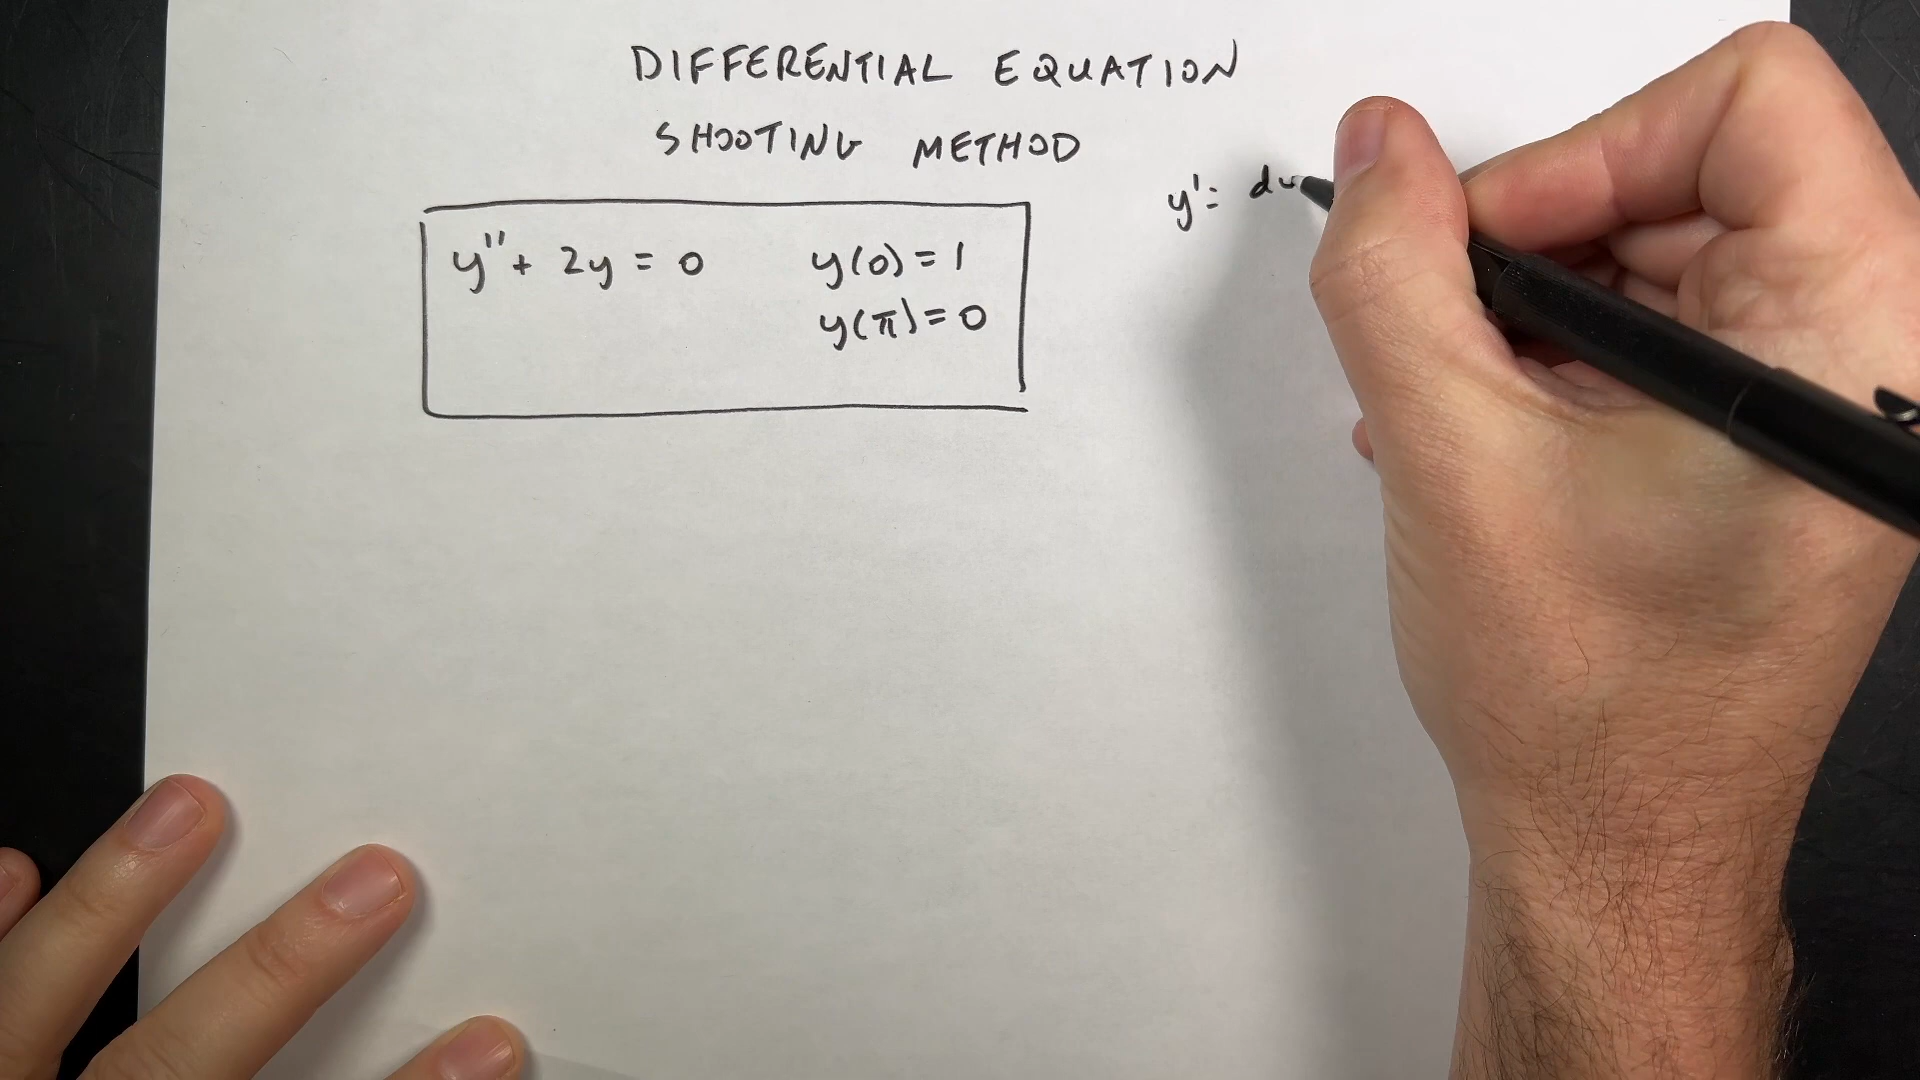 DIFFERENTIAL EQUATION
SHOOTING METHOD
y'' + 2y = 0 y(0) = 1
y(π) = 0
y' =